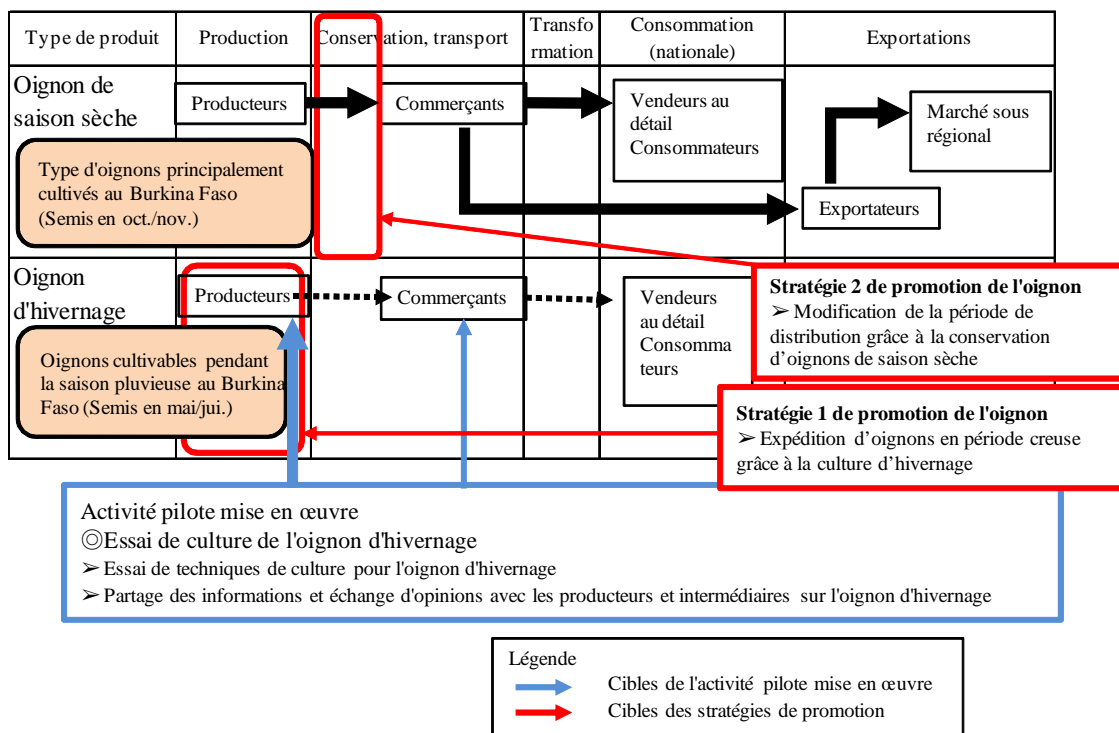 Type de produit
Production
Conservation, transport
Transfo
rmation
Consommation
(nationale)
Exportations
Oignon de
saison sèche
Producteurs
Commerçants
Vendeurs au
détail
Consommateurs
Marché sous
régional
Exportateurs
Type d'oignons principalement
cultivés au Burkina Faso
(Semis en oct./nov.)
Oignon
d'hivernage
Producteurs
Commerçants
Vendeurs
au détail
Consomma
teurs
Oignons cultivables pendant
la saison pluvieuse au Burkina
Faso (Semis en mai/jui.)
Stratégie 2 de promotion de l'oignon
➢ Modification de la période de
distribution grâce à la conservation
d’oignons de saison sèche
Stratégie 1 de promotion de l'oignon
➢ Expédition d’oignons en période creuse
grâce à la culture d’hivernage
Activité pilote mise en œuvre
◎Essai de culture de l'oignon d'hivernage
➢ Essai de techniques de culture pour l'oignon d'hivernage
➢ Partage des informations et échange d'opinions avec les producteurs et intermédiaires sur l'oignon d'hivernage
Légende
Cibles de l'activité pilote mise en œuvre
Cibles des stratégies de promotion